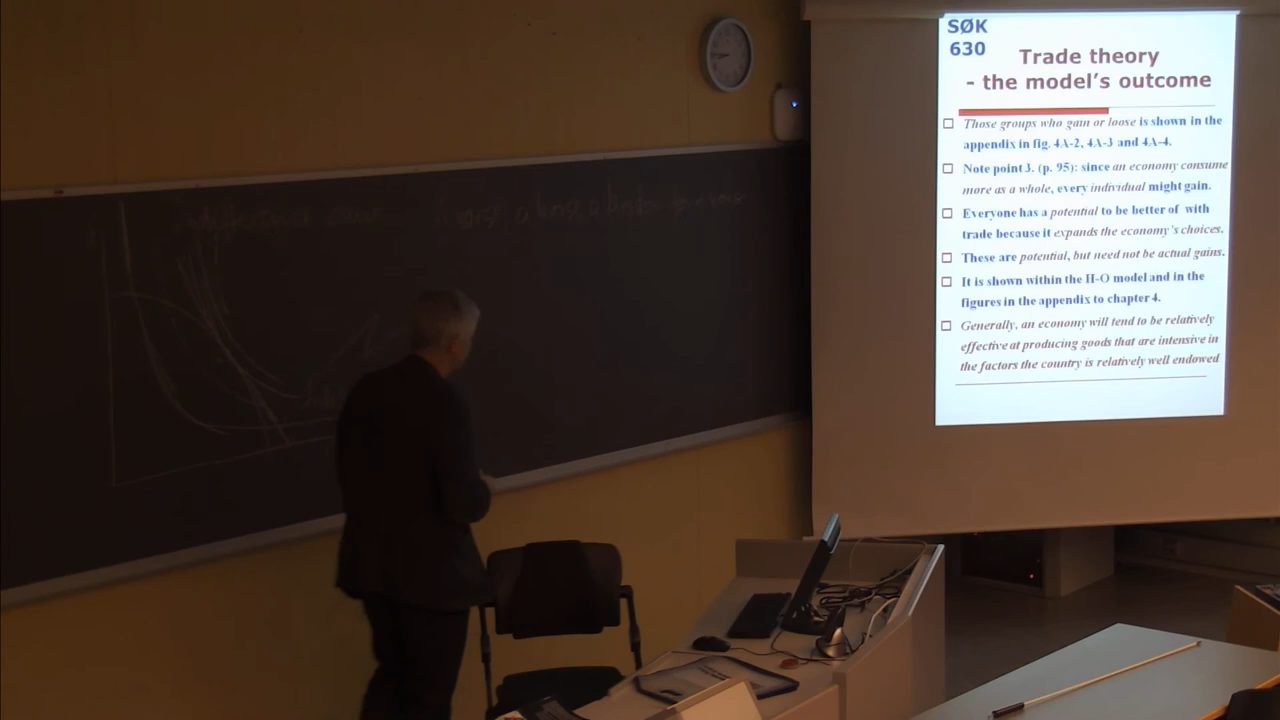 Indifference curve
SØK
630
Trade theory
- the model's outcome
Those groups who gain or loose is shown in the
appendix in fig. 4A-2, 4A-3 and 4A-4.
Note point 3. (p. 95): since an economy consume
more as a whole, every individual might gain.
Everyone has a potential to be better of with
trade because it expands the economy's choices.
These are potential, but need not be actual gains.
It is shown within the H-O model and in the
figures in the appendix to chapter 4.
Generally, an economy will tend to be relatively
effective at producing goods that are intensive in
the factors the country is relatively well endowed